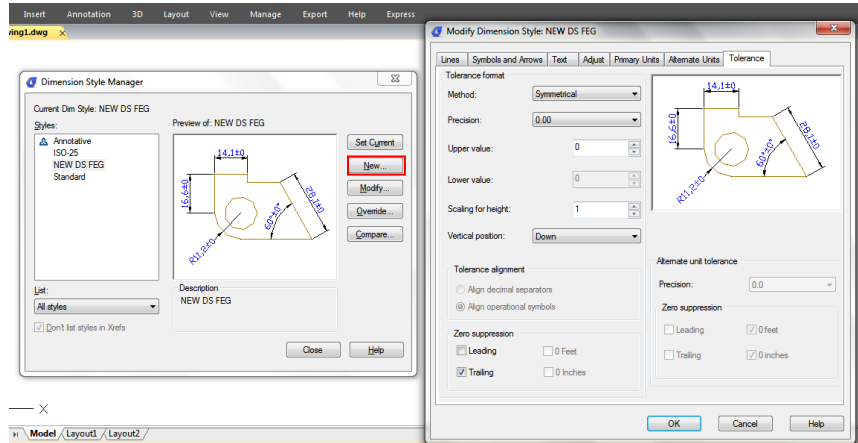 Insert Annotation 3D Layout View Manage Export Help Express
ving1.dwg ×
Dimension Style Manager
Current Dim Style: NEW DS FEG
Styles:
Annotative
ISO-25
NEW DS FEG
Standard
Preview of: NEW DS FEG
14,1±0
16,6±0
28,1±0
60°±0°
R11,2±0
Set Current
New...
Modify...
Override...
Compare...
List:
All styles
Don't list styles in Xrefs
Description
NEW DS FEG
Close
Help
X
Model Layout1 Layout2
Modify Dimension Style: NEW DS FEG
Lines Symbols and Arrows Text Adjust Primary Units Alternate Units Tolerance
Tolerance format
Method: Symmetrical
Precision: 0.00
Upper value: 0
Lower value: 0
Scaling for height: 1
Vertical position: Down
Tolerance alignment
Align decimal separators
Align operational symbols
Zero suppression
Leading 0 Feet
Trailing 0 Inches
14,1±0
16,6±0
28,1±0
60°±0°
R11,2±0
Alternate unit tolerance
Precision: 0.0
Zero suppression
Leading 0 feet
Trailing 0 inches
OK Cancel Help